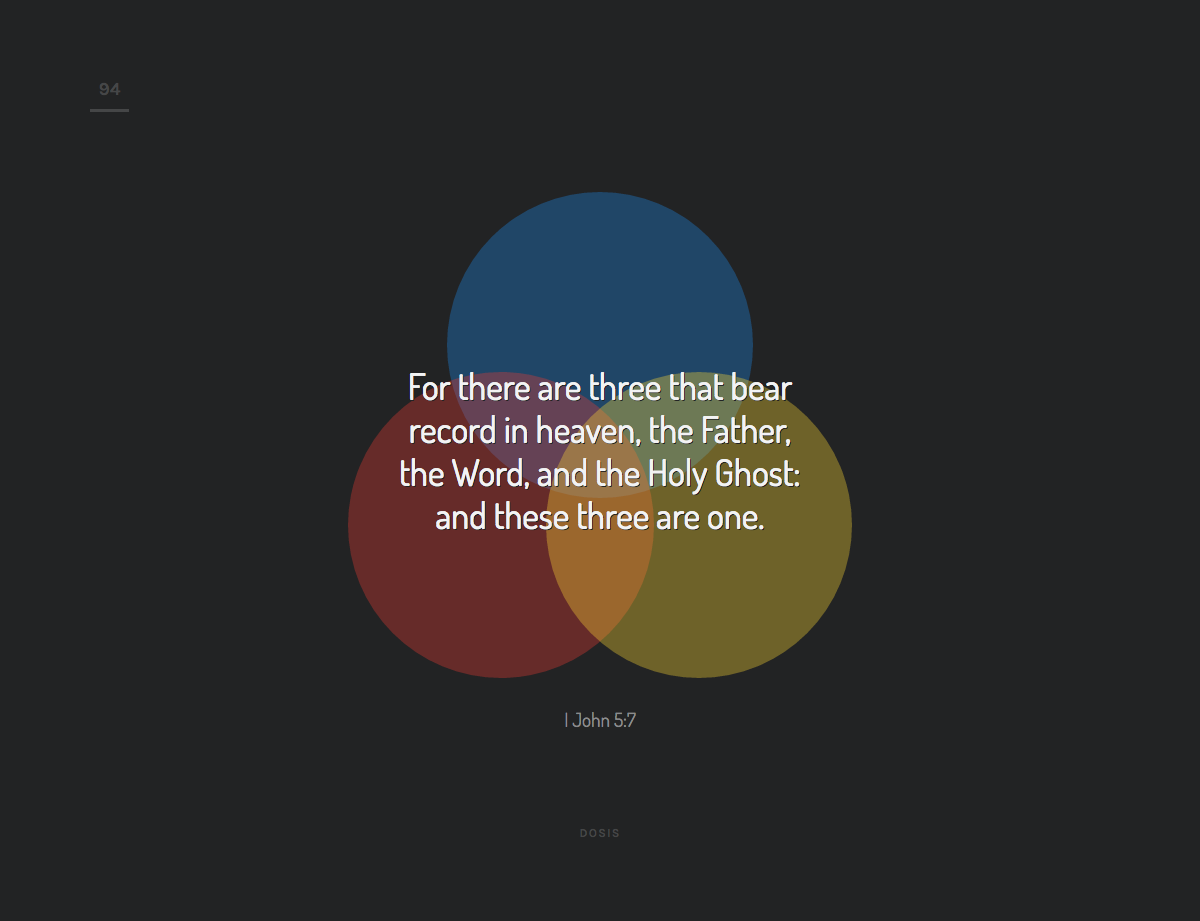 94
For there are three that bear
record in heaven, the Father,
the Word, and the Holy Ghost:
and these three are one.
I John 5:7
DOSIS